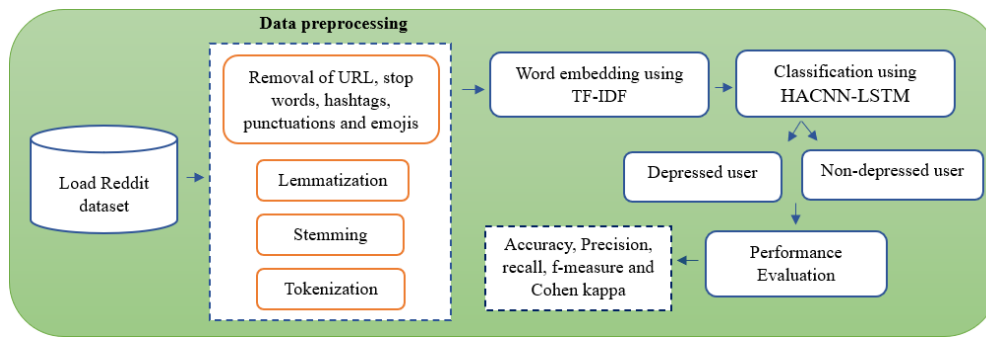 Data preprocessing
Load Reddit
dataset
Removal of URL, stop
words, hashtags,
punctuations and emojis
Lemmatization
Stemming
Tokenization
Word embedding using
TF-IDF
Classification using
HACNN-LSTM
Depressed user
Non-depressed user
Performance
Evaluation
Accuracy, Precision,
recall, f-measure and
Cohen kappa